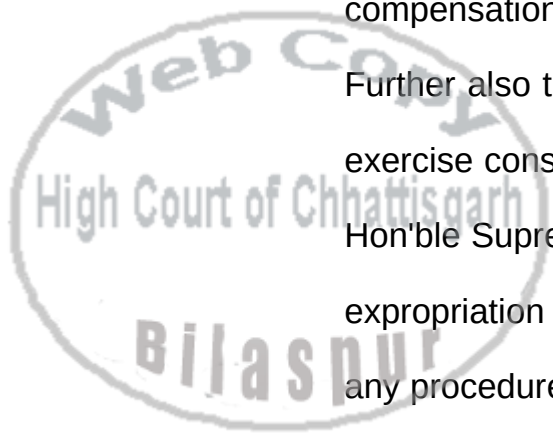 compensation
Further also t
exercise cons
Hon'ble Supre
expropriation
any procedure
Web Copy
High Court of Chhattisgarh
Bilaspur